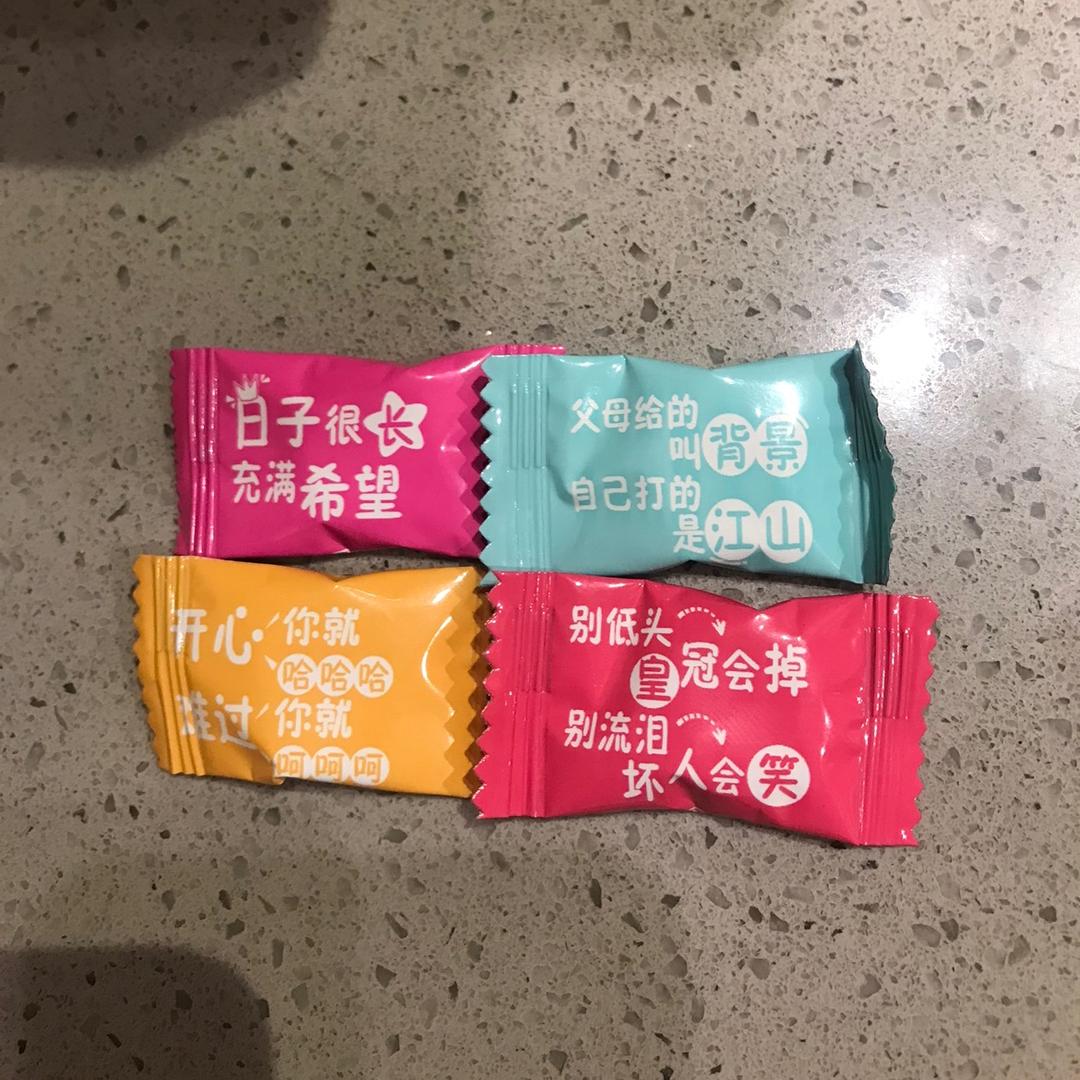 日子很长
充满希望
父母给的
叫背景
自己打的
是江山
开心你就
哈哈哈
难过你就
呵呵呵
别低头
皇冠会掉
别流泪
坏人会笑